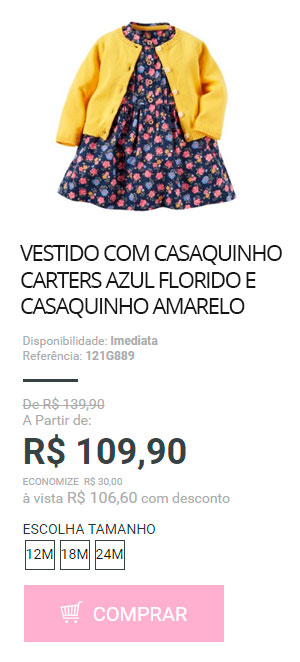 VESTIDO COM CASAQUINHO
CARTERS AZUL FLORIDO E
CASAQUINHO AMARELO
Disponibilidade: Imediata
Referência: 121G889
De R$ 139,90
A Partir de:
R$ 109,90
ECONOMIZE R$ 30,00
à vista R$ 106,60 com desconto
ESCOLHA TAMANHO
12M 18M 24M
COMPRAR